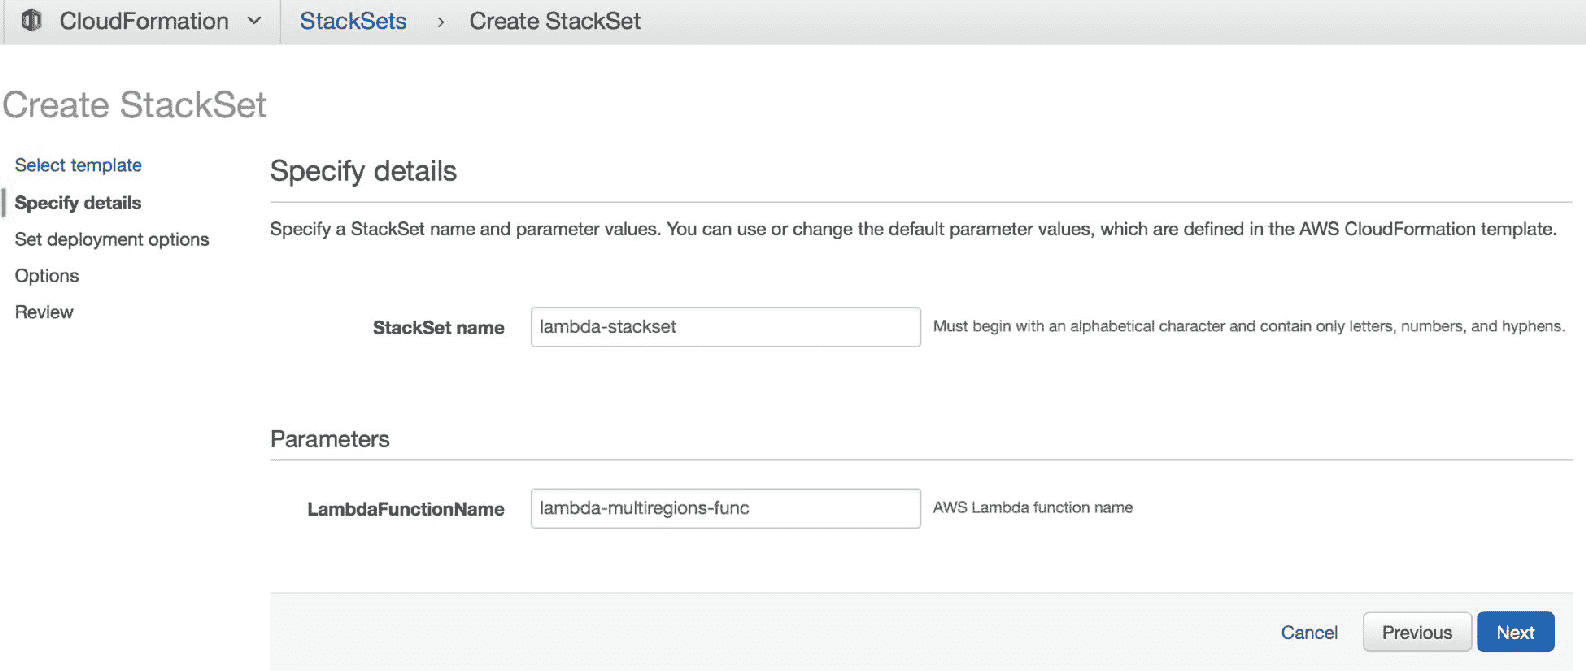 CloudFormation StackSets › Create StackSet
Create StackSet
Select template
Specify details
Set deployment options
Options
Review
Specify details
Specify a StackSet name and parameter values. You can use or change the default parameter values, which are defined in the AWS CloudFormation template.
StackSet name lambda-stackset Must begin with an alphabetical character and contain only letters, numbers, and hyphens.
Parameters
LambdaFunctionName lambda-multiregions-func AWS Lambda function name
Cancel Previous Next